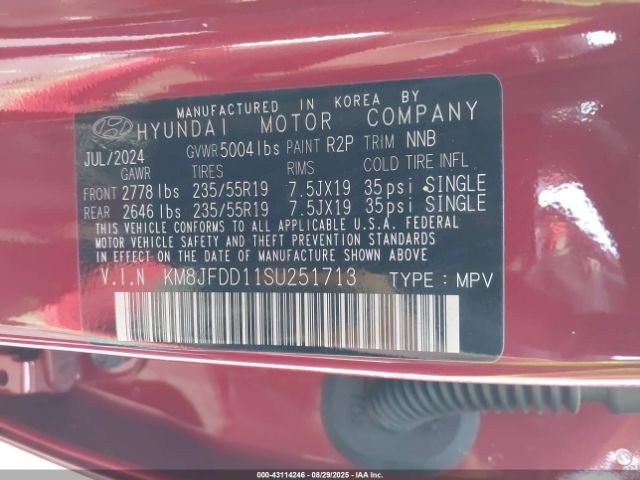 MANUFACTURED IN KOREA BY
HYUNDAI MOTOR COMPANY
JUL/2024 GVWR 5004 lbs PAINT R2P TRIM NNB
GAWR TIRES RIMS COLD TIRE INFL.
FRONT 2778 lbs 235/55R19 7.5JX19 35psi SINGLE
REAR 2646 lbs 235/55R19 7.5JX19 35psi SINGLE
THIS VEHICLE CONFORMS TO ALL APPLICABLE U.S.A. FEDERAL
MOTOR VEHICLE SAFETY, BUMPER, AND THEFT PREVENTION
STANDARDS IN EFFECT ON THE DATE OF MANUFACTURE SHOWN ABOVE
V.I.N KM8JFDD11SU251713 TYPE : MPV
000-43114246 - 08/29/2025 - IAAI.com